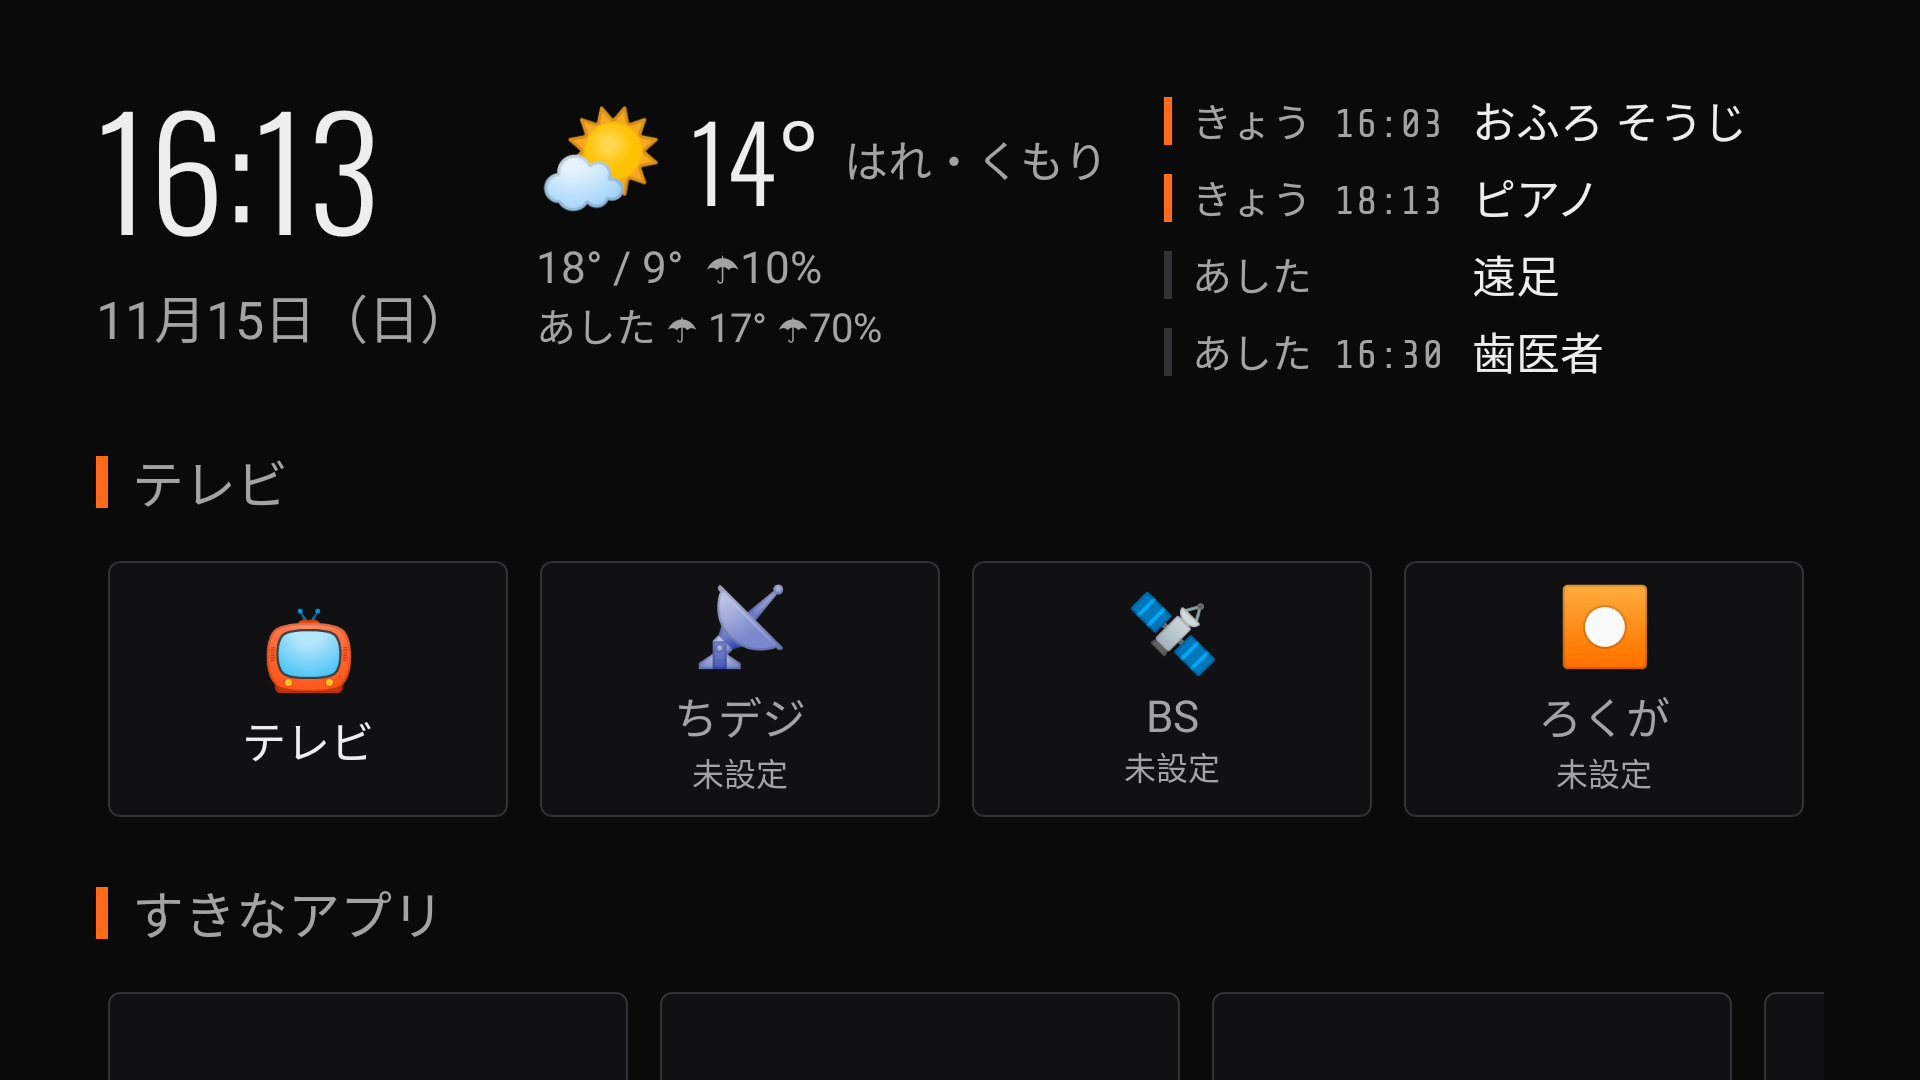 16:13
11月15日（日）
14° はれ・くもり
18° / 9° ☂10%
あした ☂ 17° ☂70%
きょう 16:03 おふろ そうじ
きょう 18:13 ピアノ
あした 遠足
あした 16:30 歯医者
テレビ
テレビ
ちデジ
未設定
BS
未設定
ろくが
未設定
すきなアプリ